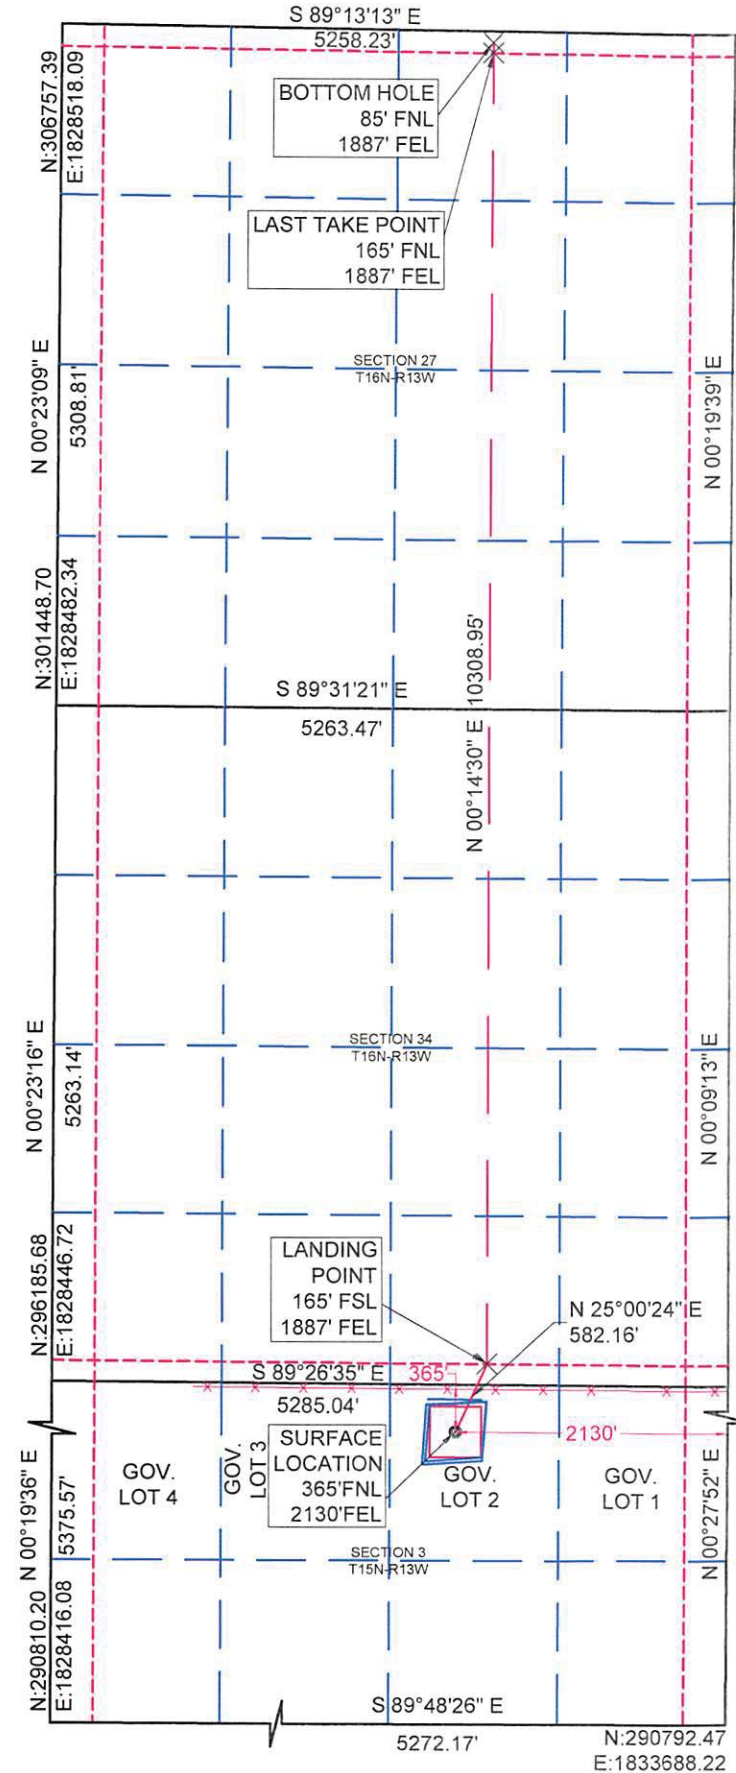 S 89°13'13" E
5258.23'
N:306757.39
E:1828518.09
BOTTOM HOLE
85' FNL
1887' FEL
LAST TAKE POINT
165' FNL
1887' FEL
SECTION 27
T16N-R13W
N 00°23'09" E
5308.81'
N 00°19'39" E
N:301448.70
E:1828482.34
S 89°31'21" E
5263.47'
N 00°14'30" E 10308.95'
SECTION 34
T16N-R13W
N 00°23'16" E
5263.14'
N 00°09'13" E
N:296185.68
E:1828446.72
LANDING
POINT
165' FSL
1887' FEL
N 25°00'24" E
582.16'
S 89°26'35" E
365'
5285.04'
2130'
SURFACE
LOCATION
365'FNL
2130'FEL
GOV.
LOT 4
GOV.
LOT 3
GOV.
LOT 2
GOV.
LOT 1
N 00°19'36" E
5375.57'
N 00°27'52" E
SECTION 3
T15N-R13W
N:290810.20
E:1828416.08
S 89°48'26" E
5272.17'
N:290792.47
E:1833688.22